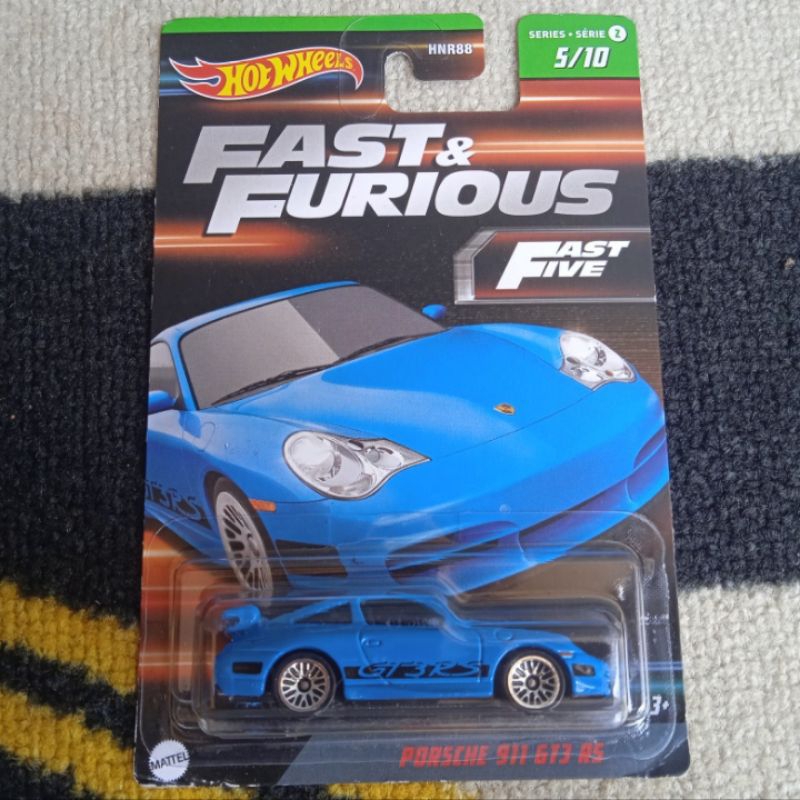 HOT WHEELS
HNR88
SERIES • SÉRIE 2
5/10
FAST &
FURIOUS
FAST
FIVE
GT3RS
GT3RS
3+
MATTEL
PORSCHE 911 GT3 RS